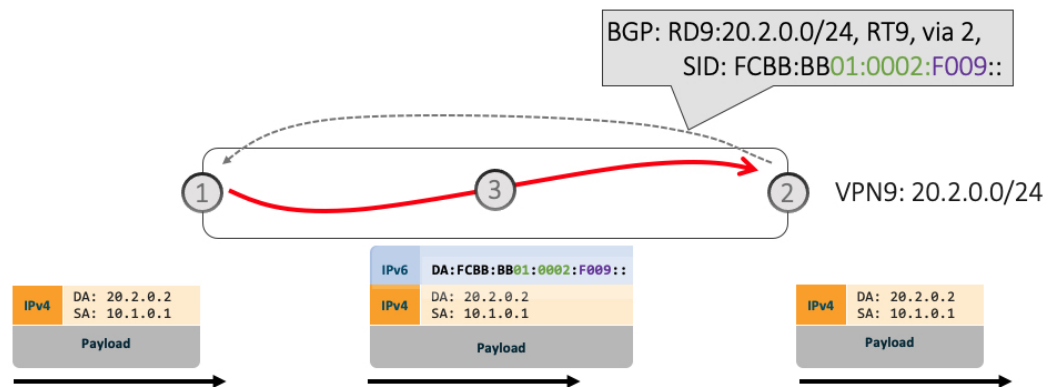 BGP: RD9:20.2.0.0/24, RT9, via 2,
SID: FCBB:BB01:0002:F009::
1
3
2
VPN9: 20.2.0.0/24
IPv6 DA:FCBB:BB01:0002:F009::
IPv4 DA: 20.2.0.2
SA: 10.1.0.1
Payload
IPv4 DA: 20.2.0.2
SA: 10.1.0.1
Payload
IPv4 DA: 20.2.0.2
SA: 10.1.0.1
Payload